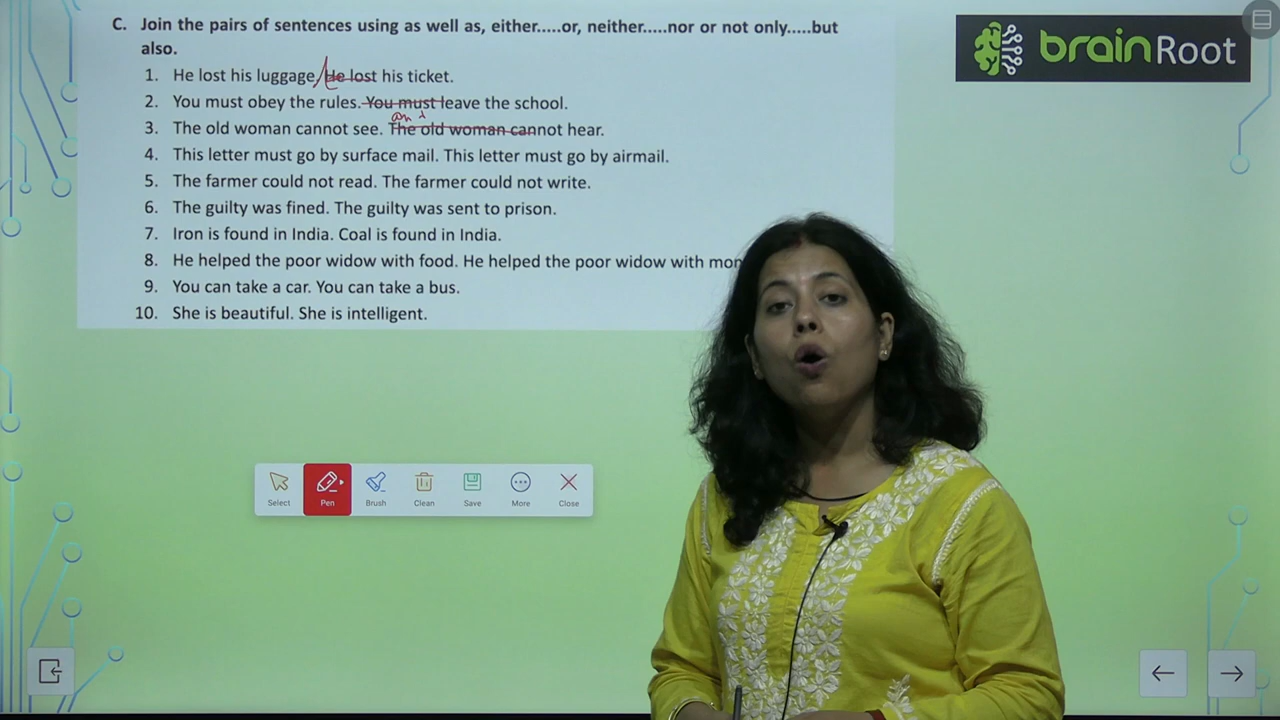 C. Join the pairs of sentences using as well as, either.....or, neither.....nor or not only.....but
also.
1. He lost his luggage/He lost his ticket.
2. You must obey the rules. You must leave the school.
and
3. The old woman cannot see. The old woman cannot hear.
4. This letter must go by surface mail. This letter must go by airmail.
5. The farmer could not read. The farmer could not write.
6. The guilty was fined. The guilty was sent to prison.
7. Iron is found in India. Coal is found in India.
8. He helped the poor widow with food. He helped the poor widow with
9. You can take a car. You can take a bus.
10. She is beautiful. She is intelligent.
brainRoot
Select Pen Brush Clean Save More Close